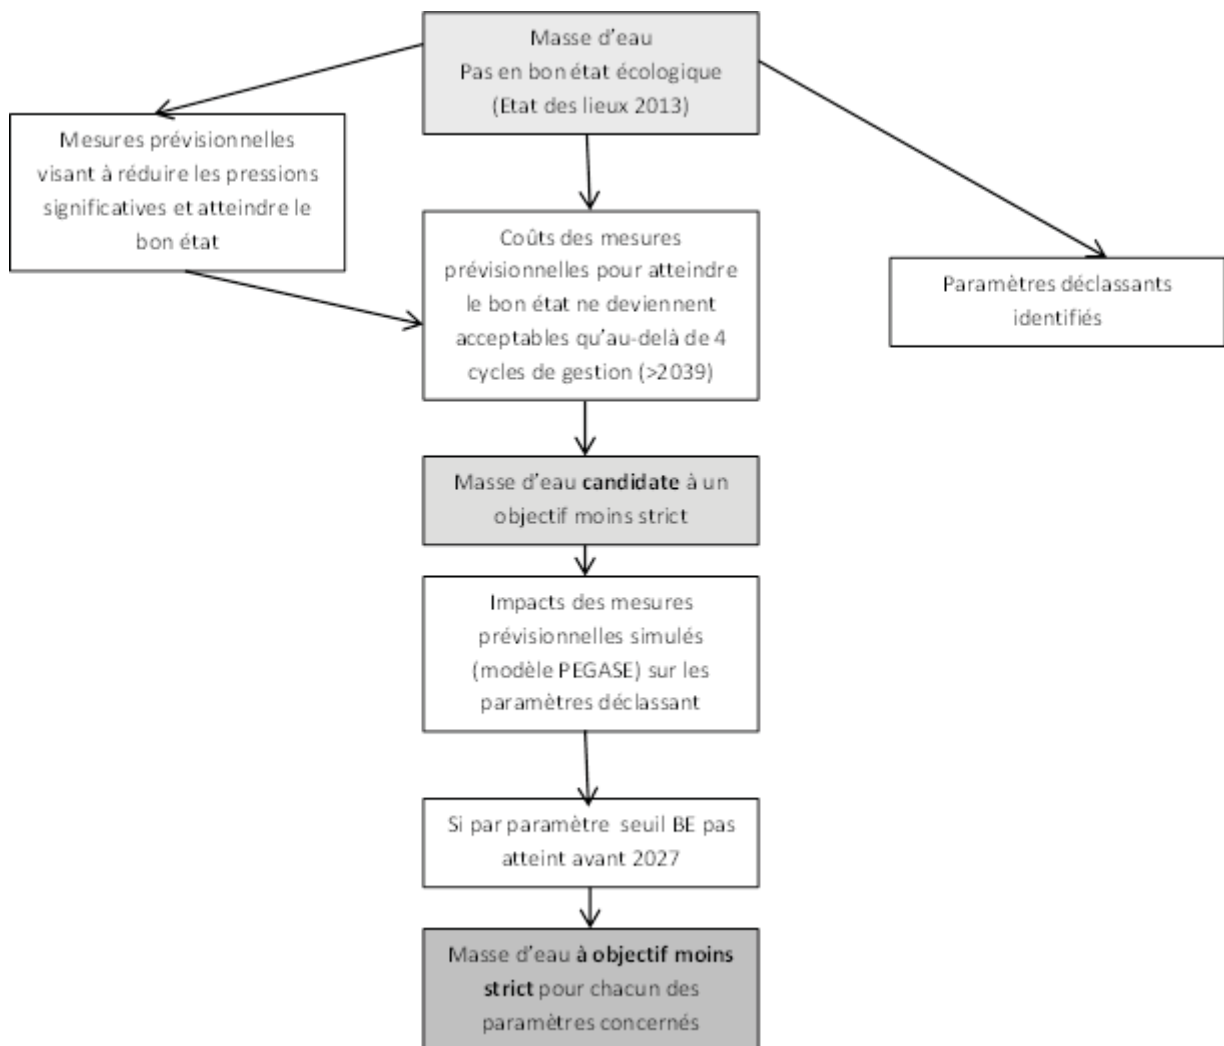 Masse d'eau
Pas en bon état écologique
(Etat des lieux 2013)
Mesures prévisionnelles
visant à réduire les pressions
significatives et atteindre le
bon état
Coûts des mesures
prévisionnelles pour atteindre
le bon état ne deviennent
acceptables qu'au-delà de 4
cycles de gestion (>2039)
Paramètres déclassants
identifiés
Masse d'eau candidate à un
objectif moins strict
Impacts des mesures
prévisionnelles simulés
(modèle PEGASE) sur les
paramètres déclassant
Si par paramètre seuil BE pas
atteint avant 2027
Masse d'eau à objectif moins
strict pour chacun des
paramètres concernés